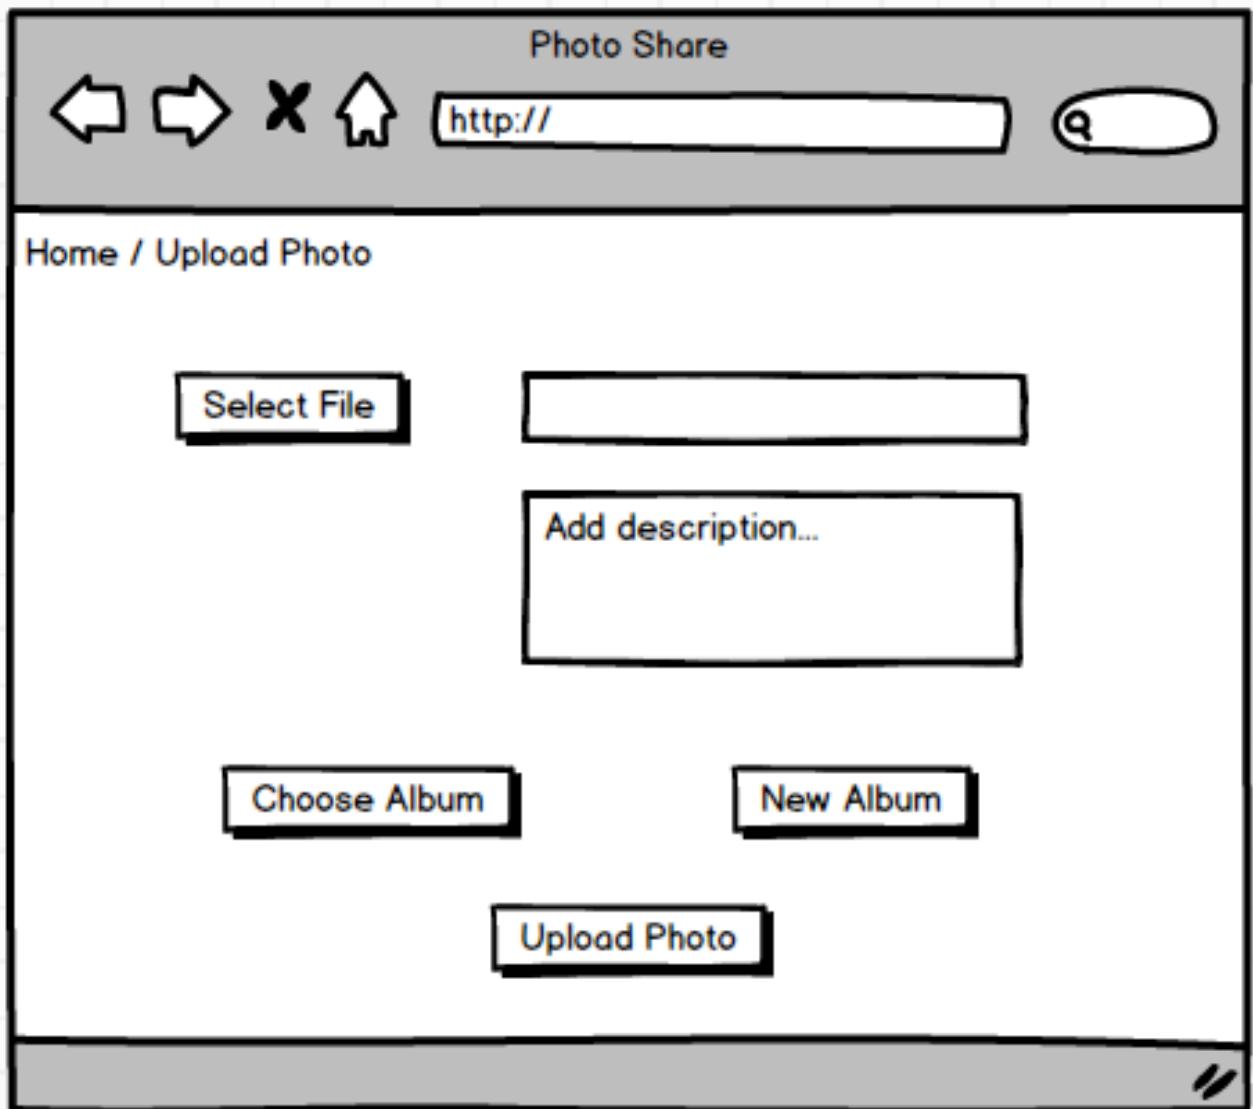 Photo Share
http://
Home / Upload Photo
Select File
Add description...
Choose Album
New Album
Upload Photo